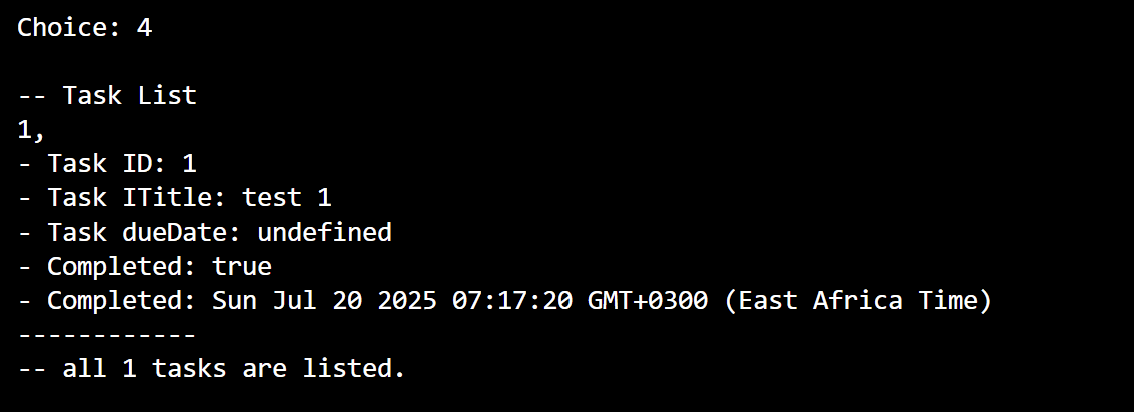 Choice: 4
-- Task List
1,
- Task ID: 1
- Task ITitle: test 1
- Task dueDate: undefined
- Completed: true
- Completed: Sun Jul 20 2025 07:17:20 GMT+0300 (East Africa Time)
------------
-- all 1 tasks are listed.